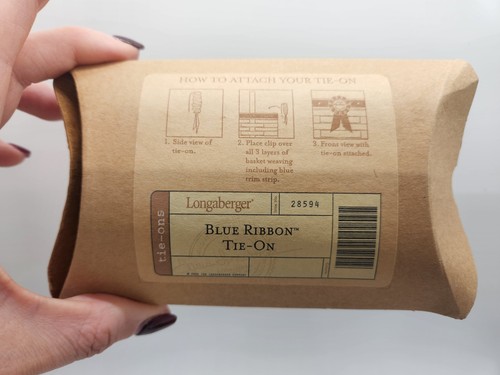 HOW TO ATTACH YOUR TIE-ON
1. Side view of
tie-on.
2. Place clip over
all 3 layers of
basket weaving
including blue
trim strip.
3. Front view with
tie-on attached.
tie-ons
Longaberger®
28594
BLUE RIBBON™
TIE-ON